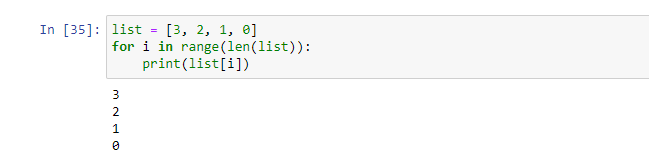 In [35]: list = [3, 2, 1, 0]
for i in range(len(list)):
    print(list[i])
3
2
1
0